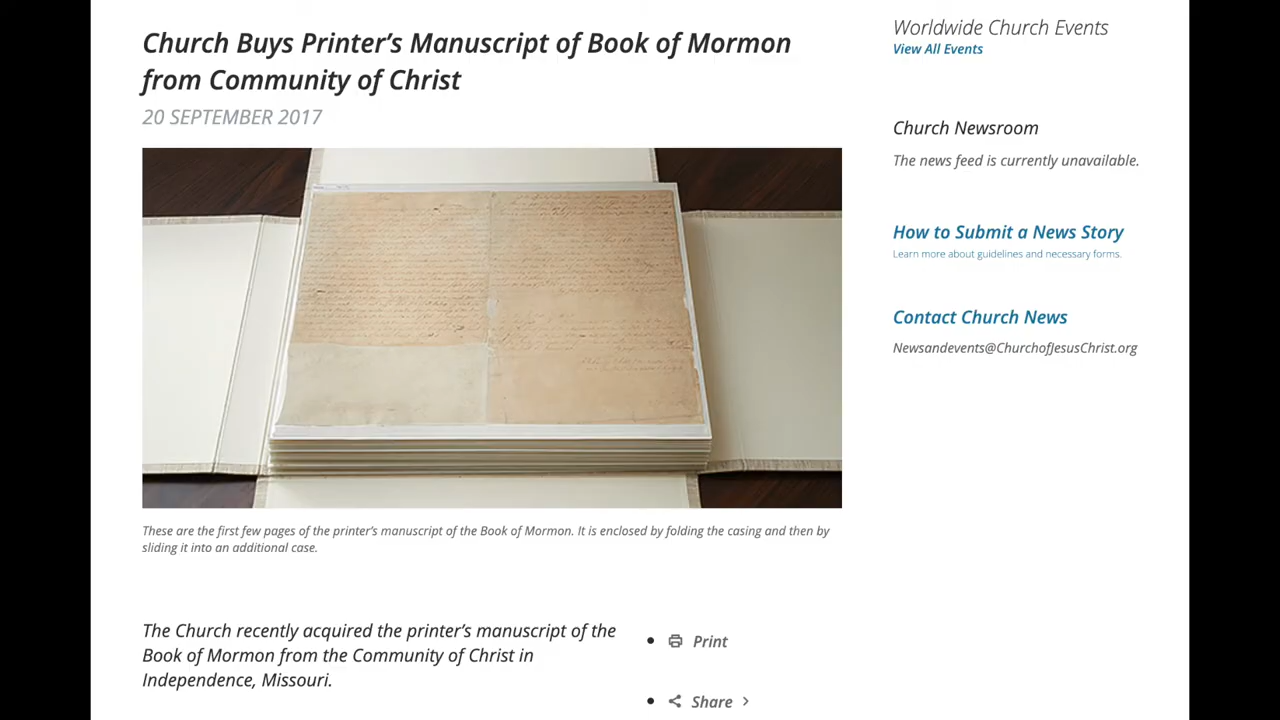 Church Buys Printer’s Manuscript of Book of Mormon
from Community of Christ
20 SEPTEMBER 2017
These are the first few pages of the printer’s manuscript of the Book of Mormon. It is enclosed by folding the casing and then by
sliding it into an additional case.
The Church recently acquired the printer’s manuscript of the
Book of Mormon from the Community of Christ in
Independence, Missouri.
Print
Share
Worldwide Church Events
View All Events
Church Newsroom
The news feed is currently unavailable.
How to Submit a News Story
Learn more about guidelines and necessary forms.
Contact Church News
Newsandevents@ChurchofJesusChrist.org